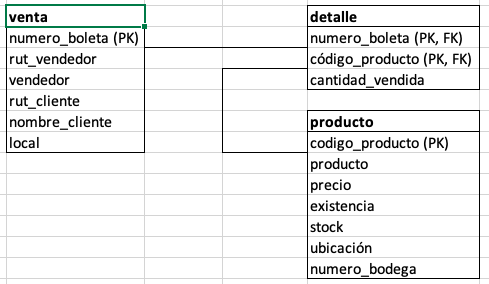 venta
numero_boleta (PK)
rut_vendedor
vendedor
rut_cliente
nombre_cliente
local
detalle
numero_boleta (PK, FK)
código_producto (PK, FK)
cantidad_vendida
producto
codigo_producto (PK)
producto
precio
existencia
stock
ubicación
numero_bodega